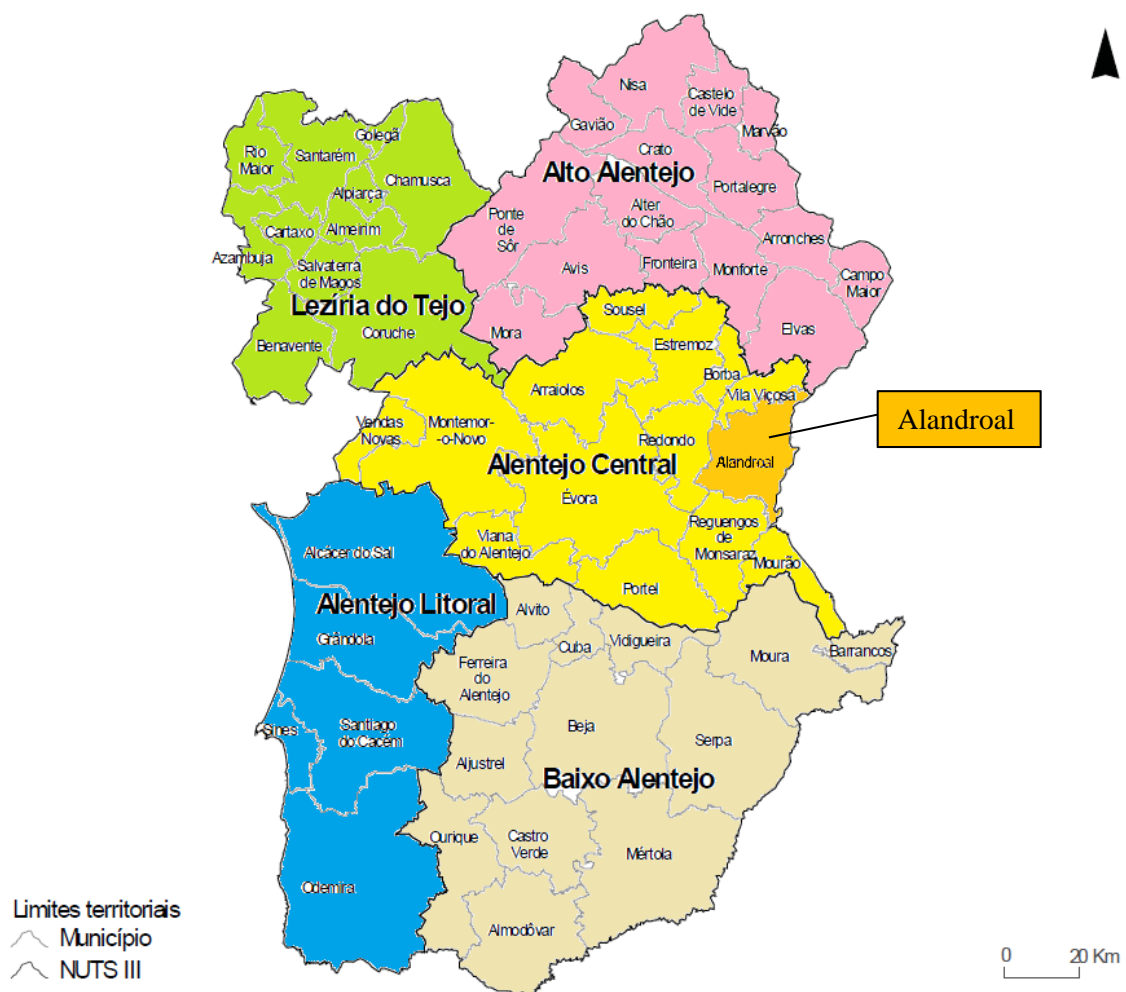 Nisa
Castelo
de Vide
Gavião
Marvão
Golegã
Rio
Maior
Santarém
Crato
Alto Alentejo
Chamusca
Portalegre
Alpiarça
Alter
do Chão
Ponte
de
Sôr
Cartaxo
Almeirim
Arronches
Azambuja
Salvaterra
de Magos
Avis
Fronteira
Monforte
Campo
Maior
Lezíria do Tejo
Sousel
Elvas
Coruche
Mora
Benavente
Estremoz
Borba
Arraiolos
Vila Viçosa
Alandroal
Vendas
Novas
Montemor-
-o-Novo
Redondo
Alentejo Central
Alandroal
Évora
Reguengos
de
Monsaraz
Viana
do Alentejo
Alcácer do Sal
Mourão
Portel
Alentejo Litoral
Alvito
Grândola
Cuba
Vidigueira
Moura
Barrancos
Ferreira
do
Alentejo
Sines
Santiago
do Cacém
Beja
Serpa
Aljustrel
Baixo Alentejo
Ourique
Castro
Verde
Mértola
Odemira
Almodôvar
Limites territoriais
Município
NUTS III
0 20 Km